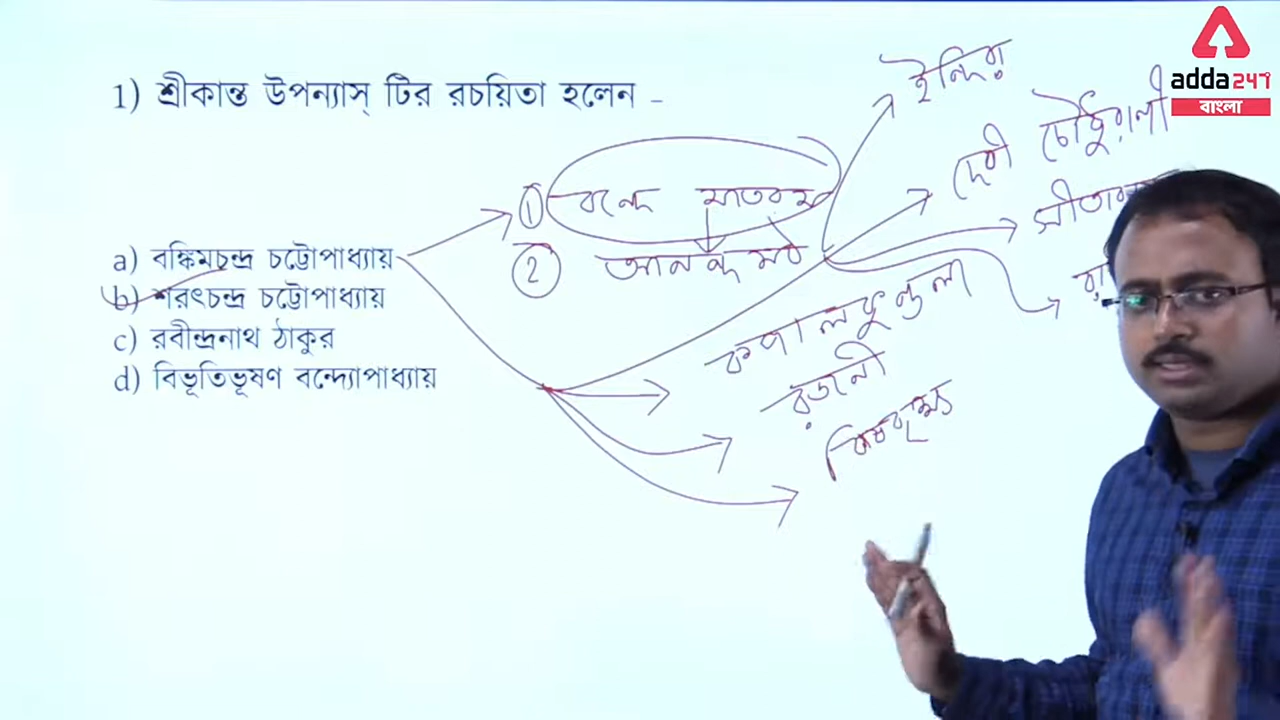 adda247
বাংলা
1) শ্রীকান্ত উপন্যাস্ টির রচয়িতা হলেন -
a) বঙ্কিমচন্দ্র চট্টোপাধ্যায়
b) শরৎচন্দ্র চট্টোপাধ্যায়
c) রবীন্দ্রনাথ ঠাকুর
d) বিভূতিভূষণ বন্দ্যোপাধ্যায়
① বন্দে মাতরম
② আনন্দ মঠ
ইন্দিরা
দেবী চৌধুরাণী
কপালকুণ্ডলা
রজনী
বিষবৃক্ষ